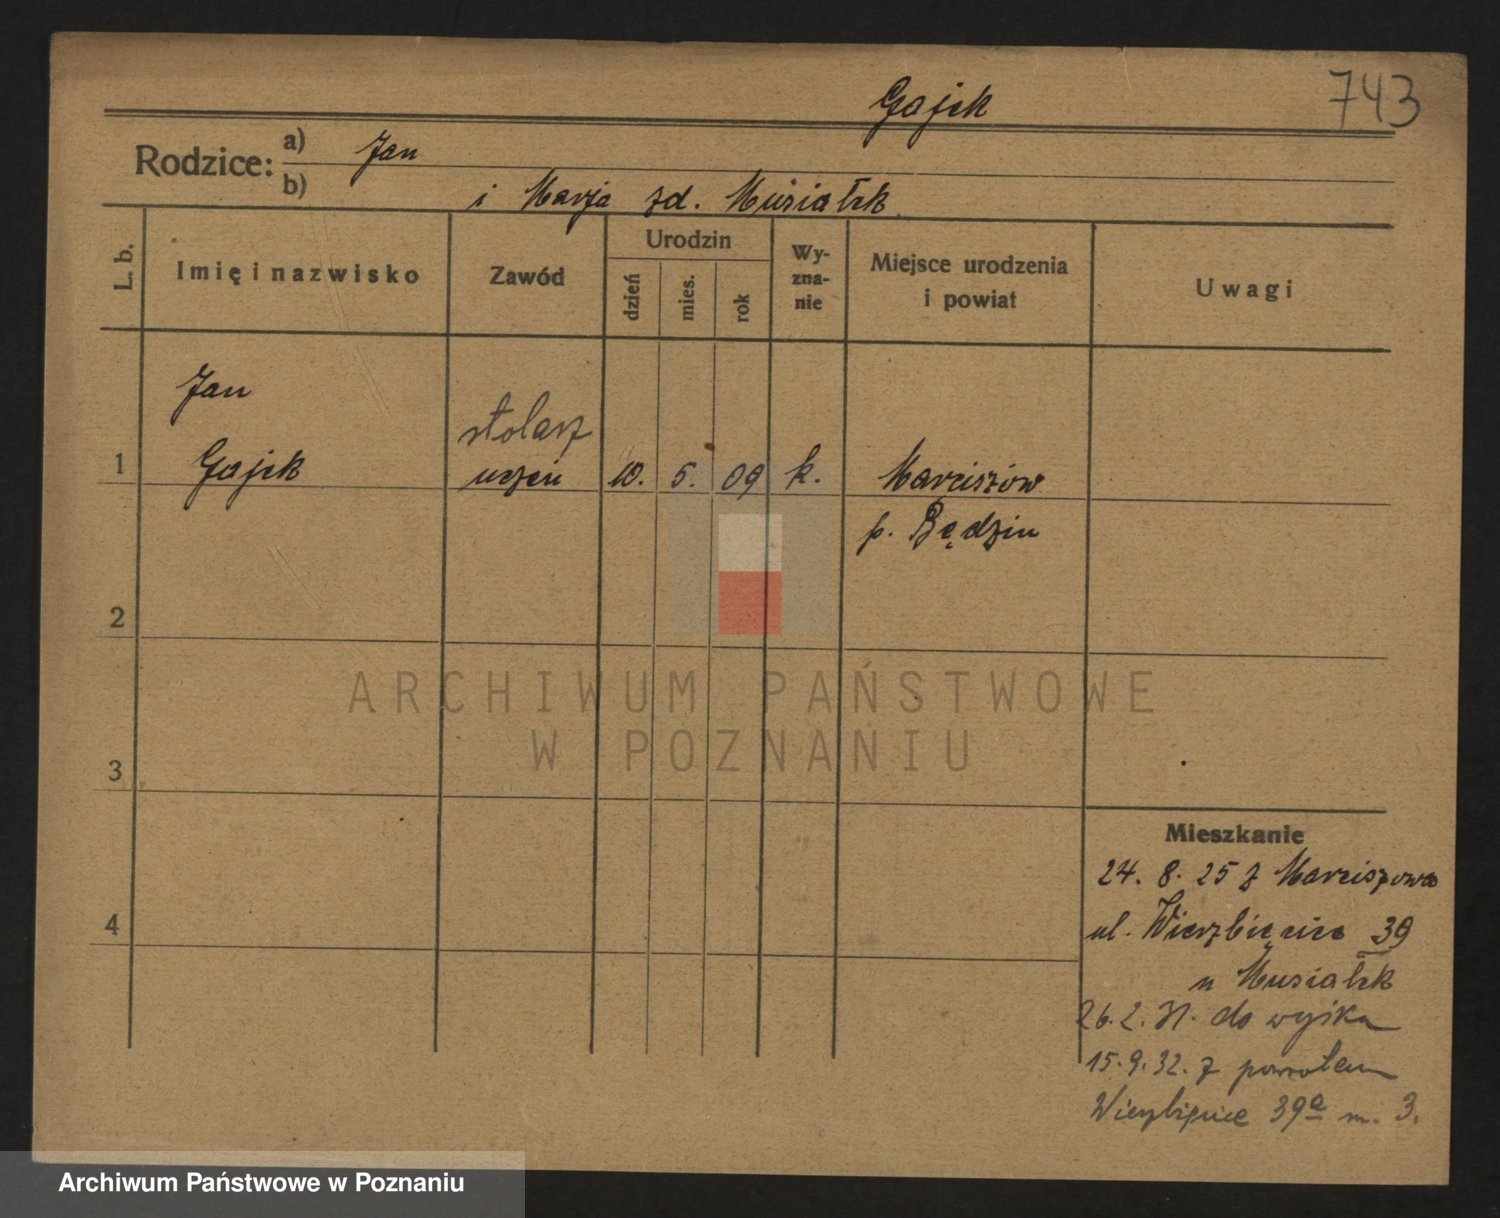 Gajek
743
Rodzice:
a) Jan
b) i Marja zd. Musiałek
L. b.
Imię i nazwisko
Zawód
Urodzin
dzień
mies.
rok
Wy-
zna-
nie
Miejsce urodzenia
i powiat
Uwagi
Jan
stolarz
1 Gajek uczeń 10. 5. 09 k. Marciszów
p. Będzin
2
3
4
ARCHIWUM PAŃSTWOWE
W POZNANIU
Mieszkanie
24. 8. 25 z Marciszowa
ul. Wierzbięcice 39
u Musiałek
26. 2. 31. do wojska
15. 9. 32. z powrotem
Wierzbięcice 39a m. 3.
Archiwum Państwowe w Poznaniu